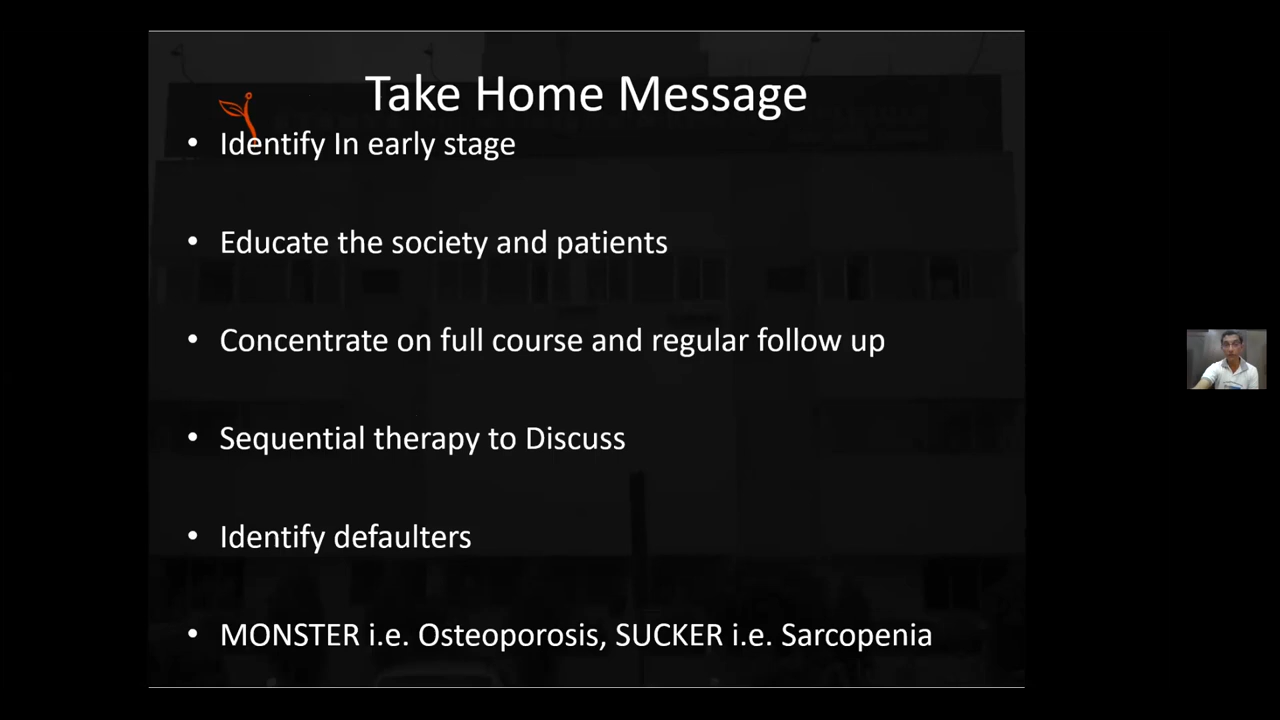 Take Home Message
• Identify In early stage
• Educate the society and patients
• Concentrate on full course and regular follow up
• Sequential therapy to Discuss
• Identify defaulters
• MONSTER i.e. Osteoporosis, SUCKER i.e. Sarcopenia